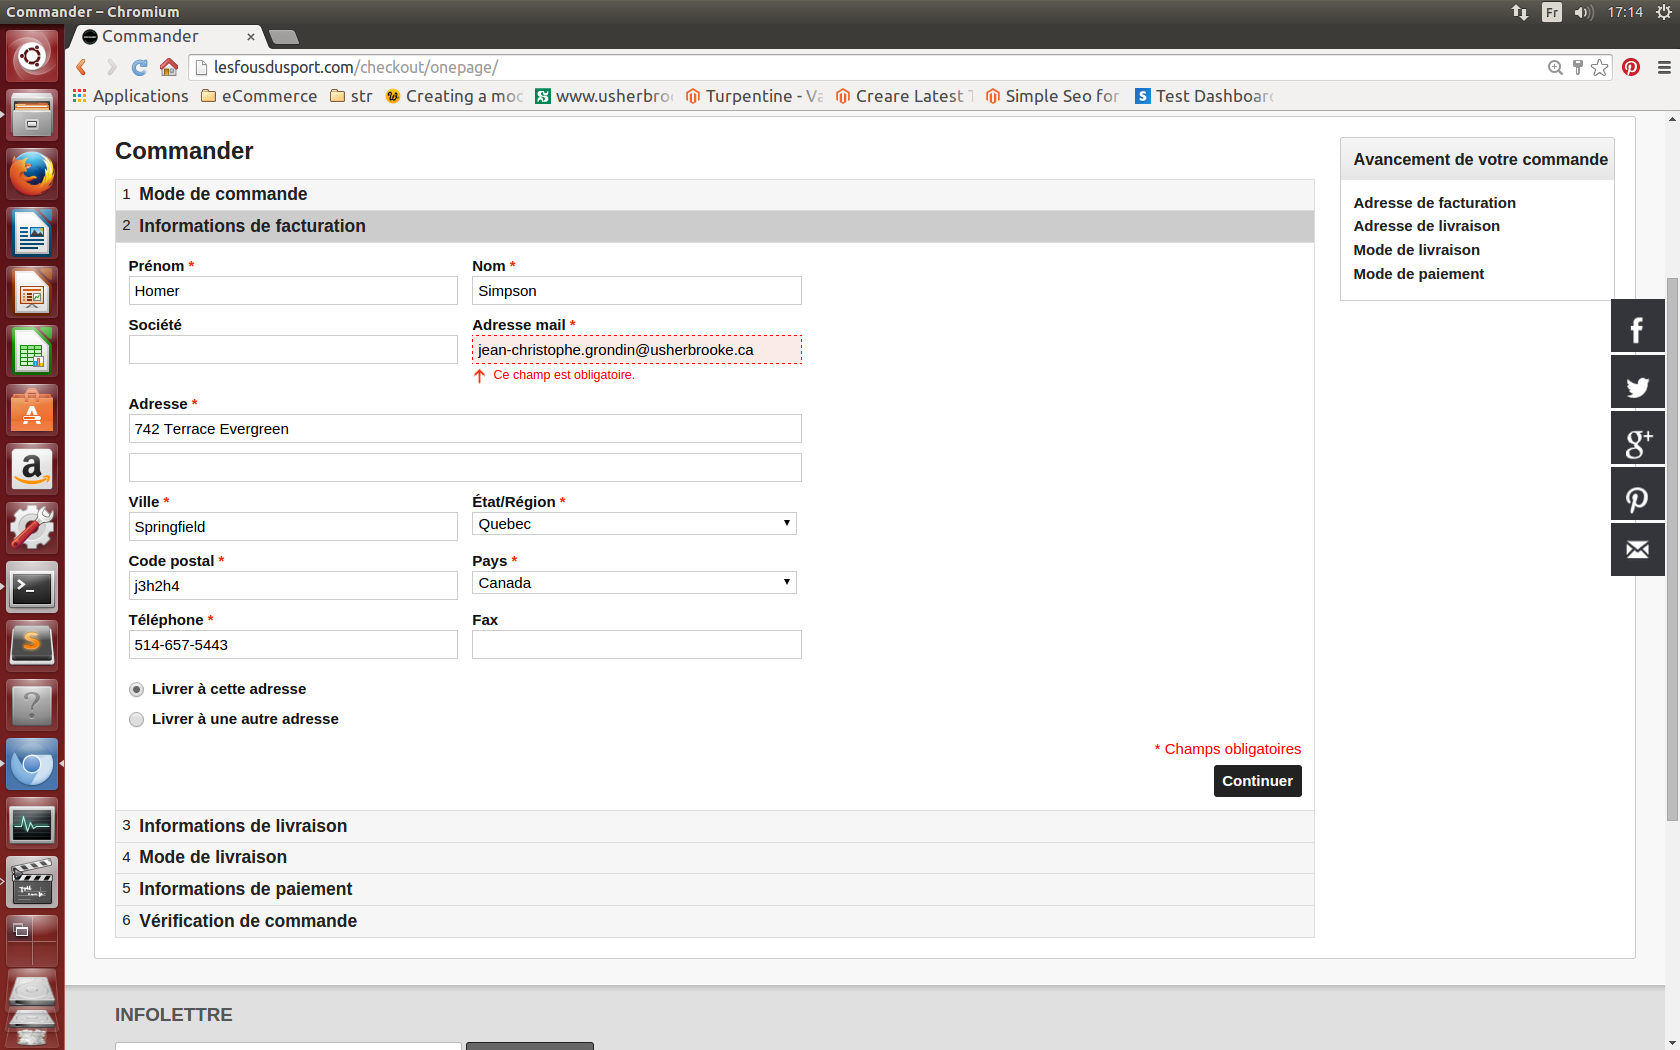 Commander – Chromium
Fr
17:14
Commander
lesfousdusport.com/checkout/onepage/
Applications
eCommerce
str
Creating a moc
www.usherbroo
Turpentine - Va
Creare Latest T
Simple Seo for
Test Dashboard
Commander
1 Mode de commande
2 Informations de facturation
Prénom * Nom *
Homer Simpson
Société Adresse mail *
jean-christophe.grondin@usherbrooke.ca
Ce champ est obligatoire.
Adresse *
742 Terrace Evergreen
Ville * État/Région *
Springfield Quebec
Code postal * Pays *
j3h2h4 Canada
Téléphone * Fax
514-657-5443
Livrer à cette adresse
Livrer à une autre adresse
* Champs obligatoires
Continuer
3 Informations de livraison
4 Mode de livraison
5 Informations de paiement
6 Vérification de commande
Avancement de votre commande
Adresse de facturation
Adresse de livraison
Mode de livraison
Mode de paiement
INFOLETTRE